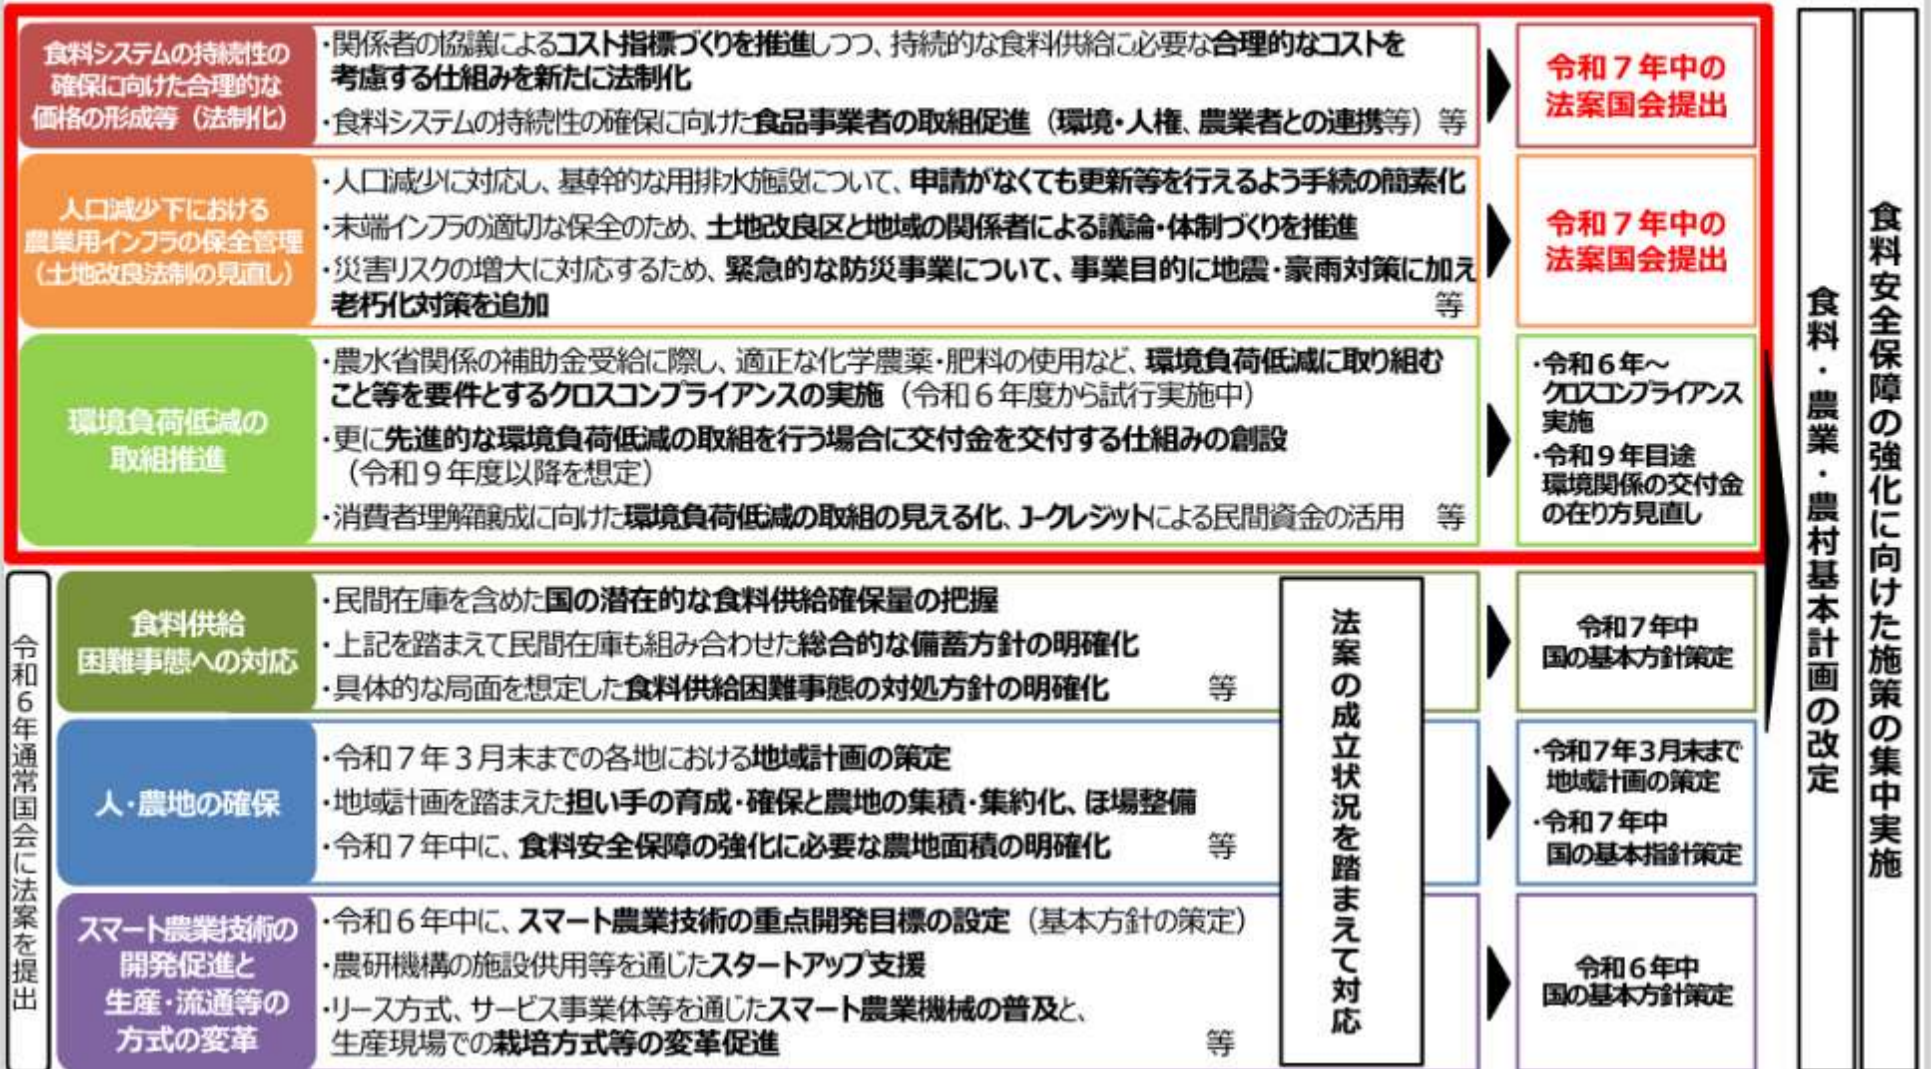 食料システムの持続性の
確保に向けた合理的な
価格の形成等（法制化）
・関係者の協議によるコスト指標づくりを推進しつつ、持続的な食料供給に必要な合理的なコストを
考慮する仕組みを新たに法制化
・食料システムの持続性の確保に向けた食品事業者の取組促進（環境・人権、農業者との連携等）等
令和７年中の
法案国会提出
人口減少下における
農業用インフラの保全管理
（土地改良法制の見直し）
・人口減少に対応し、基幹的な用排水施設について、申請がなくても更新等を行えるよう手続の簡素化
・末端インフラの適切な保全のため、土地改良区と地域の関係者による議論・体制づくりを推進
・災害リスクの増大に対応するため、緊急的な防災事業について、事業目的に地震・豪雨対策に加え
老朽化対策を追加 等
令和７年中の
法案国会提出
環境負荷低減の
取組推進
・農水省関係の補助金受給に際し、適正な化学農薬・肥料の使用など、環境負荷低減に取り組む
こと等を要件とするクロスコンプライアンスの実施（令和６年度から試行実施中）
・更に先進的な環境負荷低減の取組を行う場合に交付金を交付する仕組みの創設
（令和９年度以降を想定）
・消費者理解醸成に向けた環境負荷低減の取組の見える化、J-クレジットによる民間資金の活用 等
・令和６年～
クロスコンプライアンス
実施
・令和９年目途
環境関係の交付金
の在り方見直し
令和６年通常国会に法案を提出
食料供給
困難事態への対応
・民間在庫を含めた国の潜在的な食料供給確保量の把握
・上記を踏まえて民間在庫も組み合わせた総合的な備蓄方針の明確化
・具体的な局面を想定した食料供給困難事態の対処方針の明確化 等
令和７年中
国の基本方針策定
人・農地の確保
・令和７年３月末までの各地における地域計画の策定
・地域計画を踏まえた担い手の育成・確保と農地の集積・集約化、ほ場整備
・令和７年中に、食料安全保障の強化に必要な農地面積の明確化 等
・令和７年３月末まで
地域計画の策定
・令和７年中
国の基本指針策定
スマート農業技術の
開発促進と
生産・流通等の
方式の変革
・令和６年中に、スマート農業技術の重点開発目標の設定（基本方針の策定）
・農研機構の施設供用等を通じたスタートアップ支援
・リース方式、サービス事業体等を通じたスマート農業機械の普及と、
生産現場での栽培方式等の変革促進 等
令和６年中
国の基本方針策定
法案の成立状況を踏まえて対応
食料・農業・農村基本計画の改定
食料安全保障の強化に向けた施策の集中実施